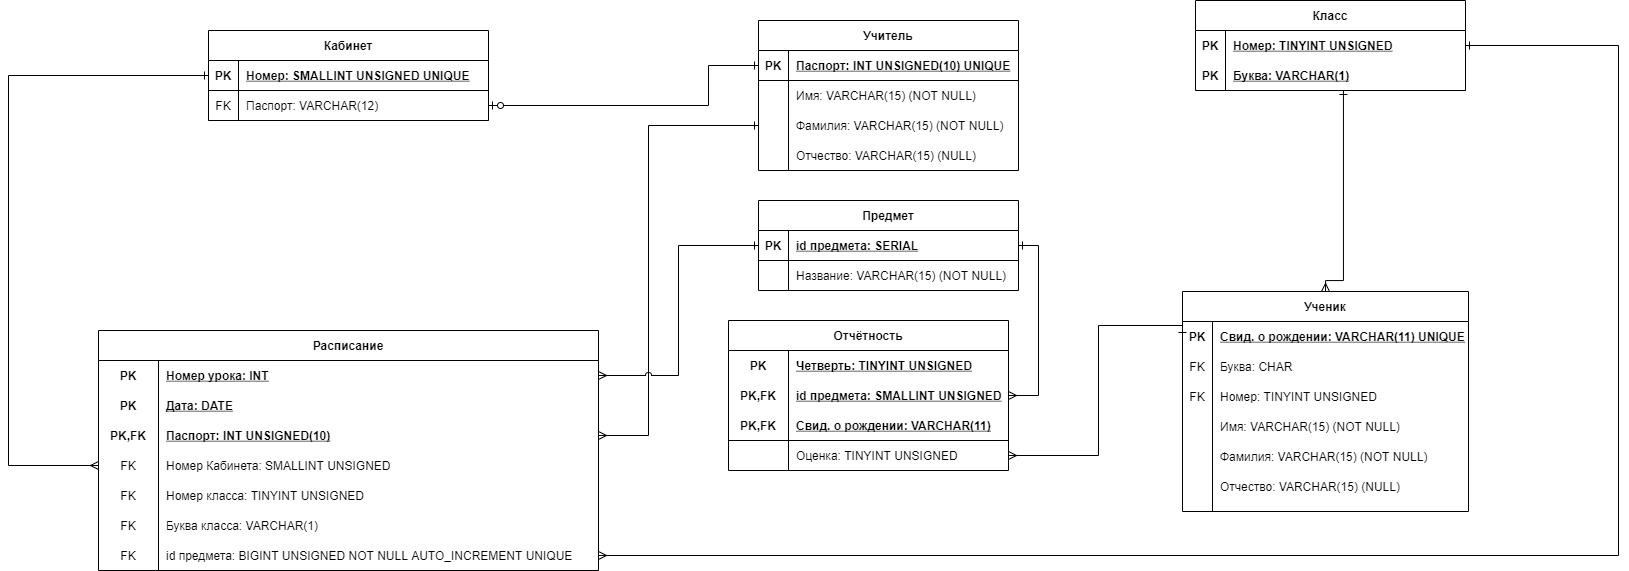 Кабинет
PK Номер: SMALLINT UNSIGNED UNIQUE
FK Паспорт: VARCHAR(12)
Учитель
PK Паспорт: INT UNSIGNED(10) UNIQUE
Имя: VARCHAR(15) (NOT NULL)
Фамилия: VARCHAR(15) (NOT NULL)
Отчество: VARCHAR(15) (NULL)
Класс
PK Номер: TINYINT UNSIGNED
PK Буква: VARCHAR(1)
Предмет
PK id предмета: SERIAL
Название: VARCHAR(15) (NOT NULL)
Расписание
PK Номер урока: INT
PK Дата: DATE
PK,FK Паспорт: INT UNSIGNED(10)
FK Номер Кабинета: SMALLINT UNSIGNED
FK Номер класса: TINYINT UNSIGNED
FK Буква класса: VARCHAR(1)
FK id предмета: BIGINT UNSIGNED NOT NULL AUTO_INCREMENT UNIQUE
Отчётность
PK Четверть: TINYINT UNSIGNED
PK,FK id предмета: SMALLINT UNSIGNED
PK,FK Свид. о рождении: VARCHAR(11)
Оценка: TINYINT UNSIGNED
Ученик
PK Свид. о рождении: VARCHAR(11) UNIQUE
FK Буква: CHAR
FK Номер: TINYINT UNSIGNED
Имя: VARCHAR(15) (NOT NULL)
Фамилия: VARCHAR(15) (NOT NULL)
Отчество: VARCHAR(15) (NULL)